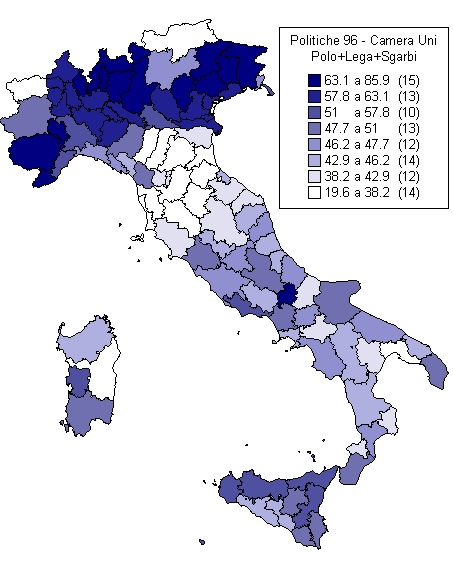 Politiche 96 - Camera Uni
Polo+Lega+Sgarbi
63.1 a 85.9 (15)
57.8 a 63.1 (13)
51 a 57.8 (10)
47.7 a 51 (13)
46.2 a 47.7 (12)
42.9 a 46.2 (14)
38.2 a 42.9 (12)
19.6 a 38.2 (14)